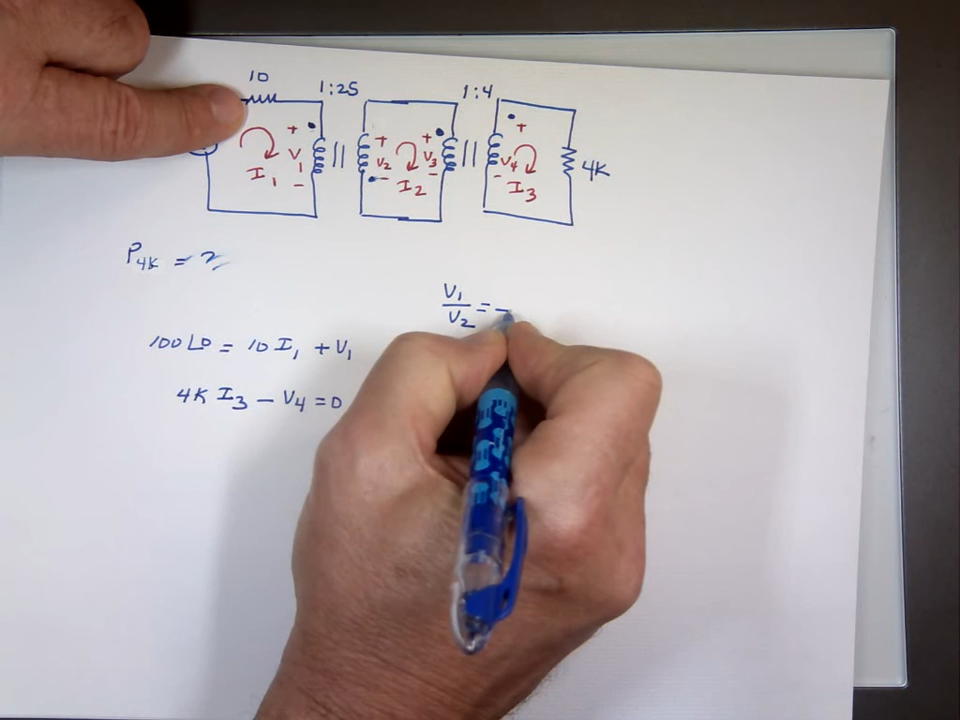 10 1:25 1:4
+ + + +
V1 V2 V3 V4 4K
- - - -
I1 I2 I3
P4K = ?
V1/V2 = -
100∠0 = 10 I1 + V1
4K I3 - V4 = 0